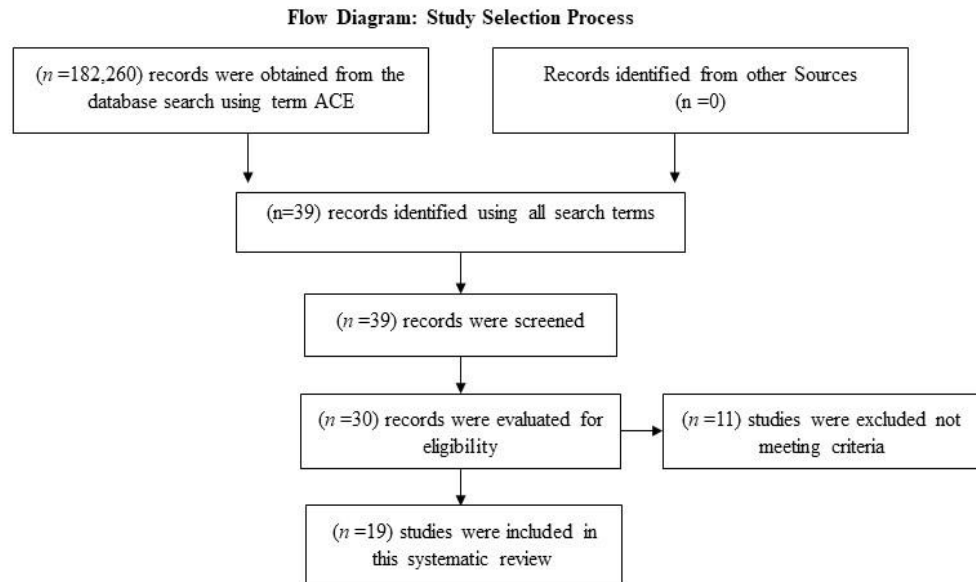 Flow Diagram: Study Selection Process
(n =182,260) records were obtained from the
database search using term ACE
Records identified from other Sources
(n =0)
(n=39) records identified using all search terms
(n =39) records were screened
(n =30) records were evaluated for
eligibility
(n =11) studies were excluded not
meeting criteria
(n =19) studies were included in
this systematic review